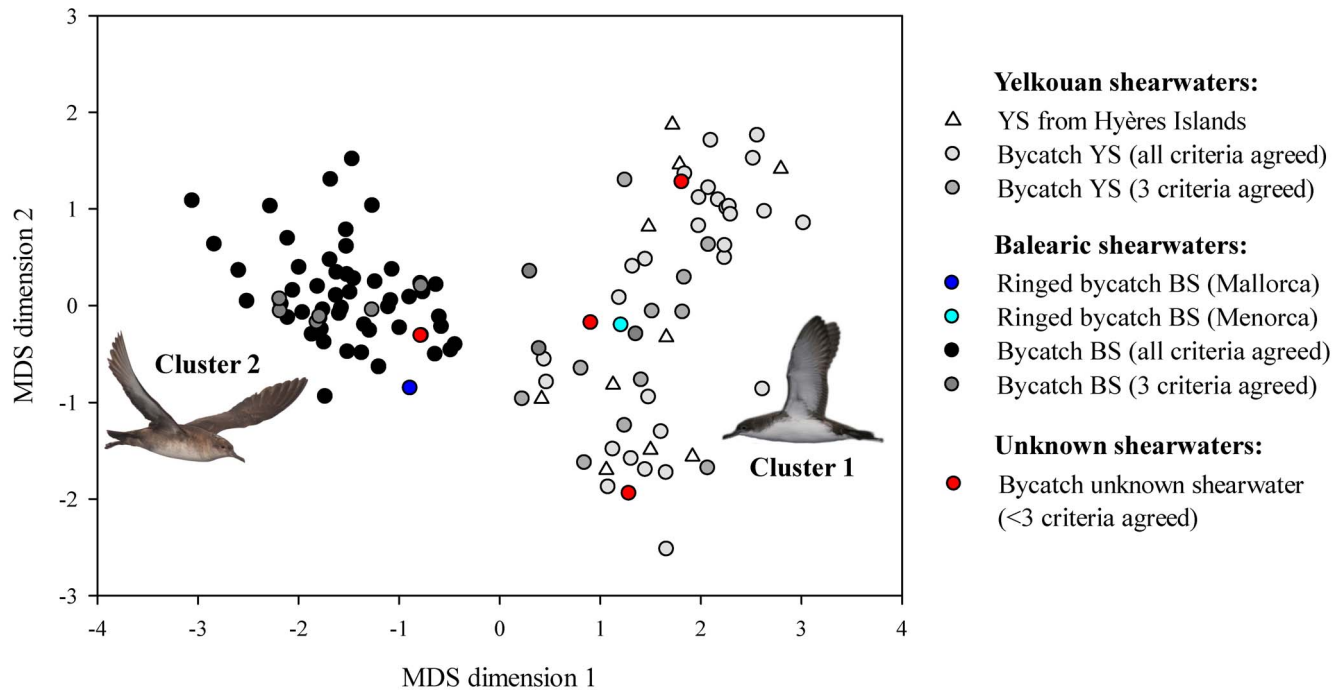 3
2
1
0
-1
-2
-3
MDS dimension 2
-4
-3
-2
-1
0
1
2
3
4
MDS dimension 1
Cluster 2
Cluster 1
Yelkouan shearwaters:
YS from Hyères Islands
Bycatch YS (all criteria agreed)
Bycatch YS (3 criteria agreed)
Balearic shearwaters:
Ringed bycatch BS (Mallorca)
Ringed bycatch BS (Menorca)
Bycatch BS (all criteria agreed)
Bycatch BS (3 criteria agreed)
Unknown shearwaters:
Bycatch unknown shearwater
(<3 criteria agreed)